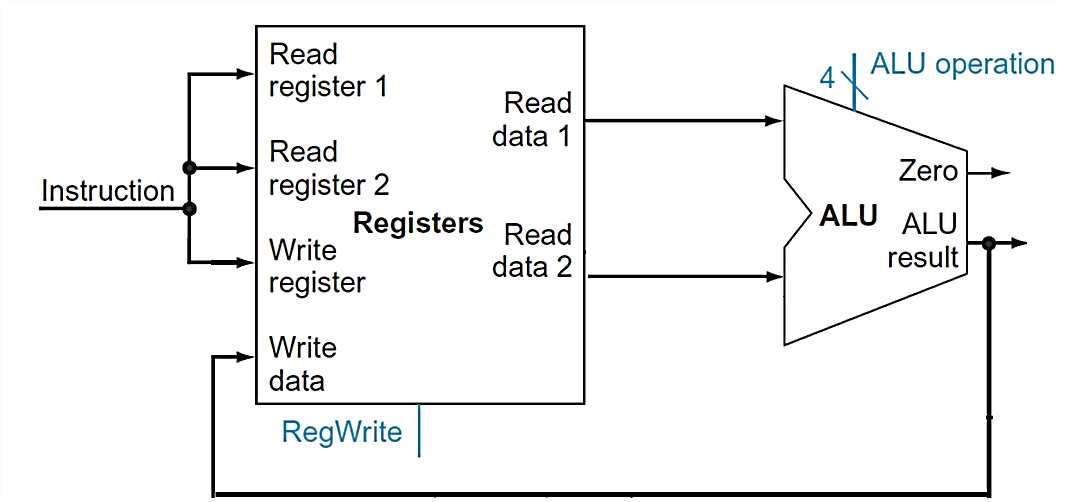 Instruction
Read
register 1
Read
register 2
Write
register
Write
data
Registers
Read
data 1
Read
data 2
RegWrite
4
ALU operation
ALU
Zero
ALU
result